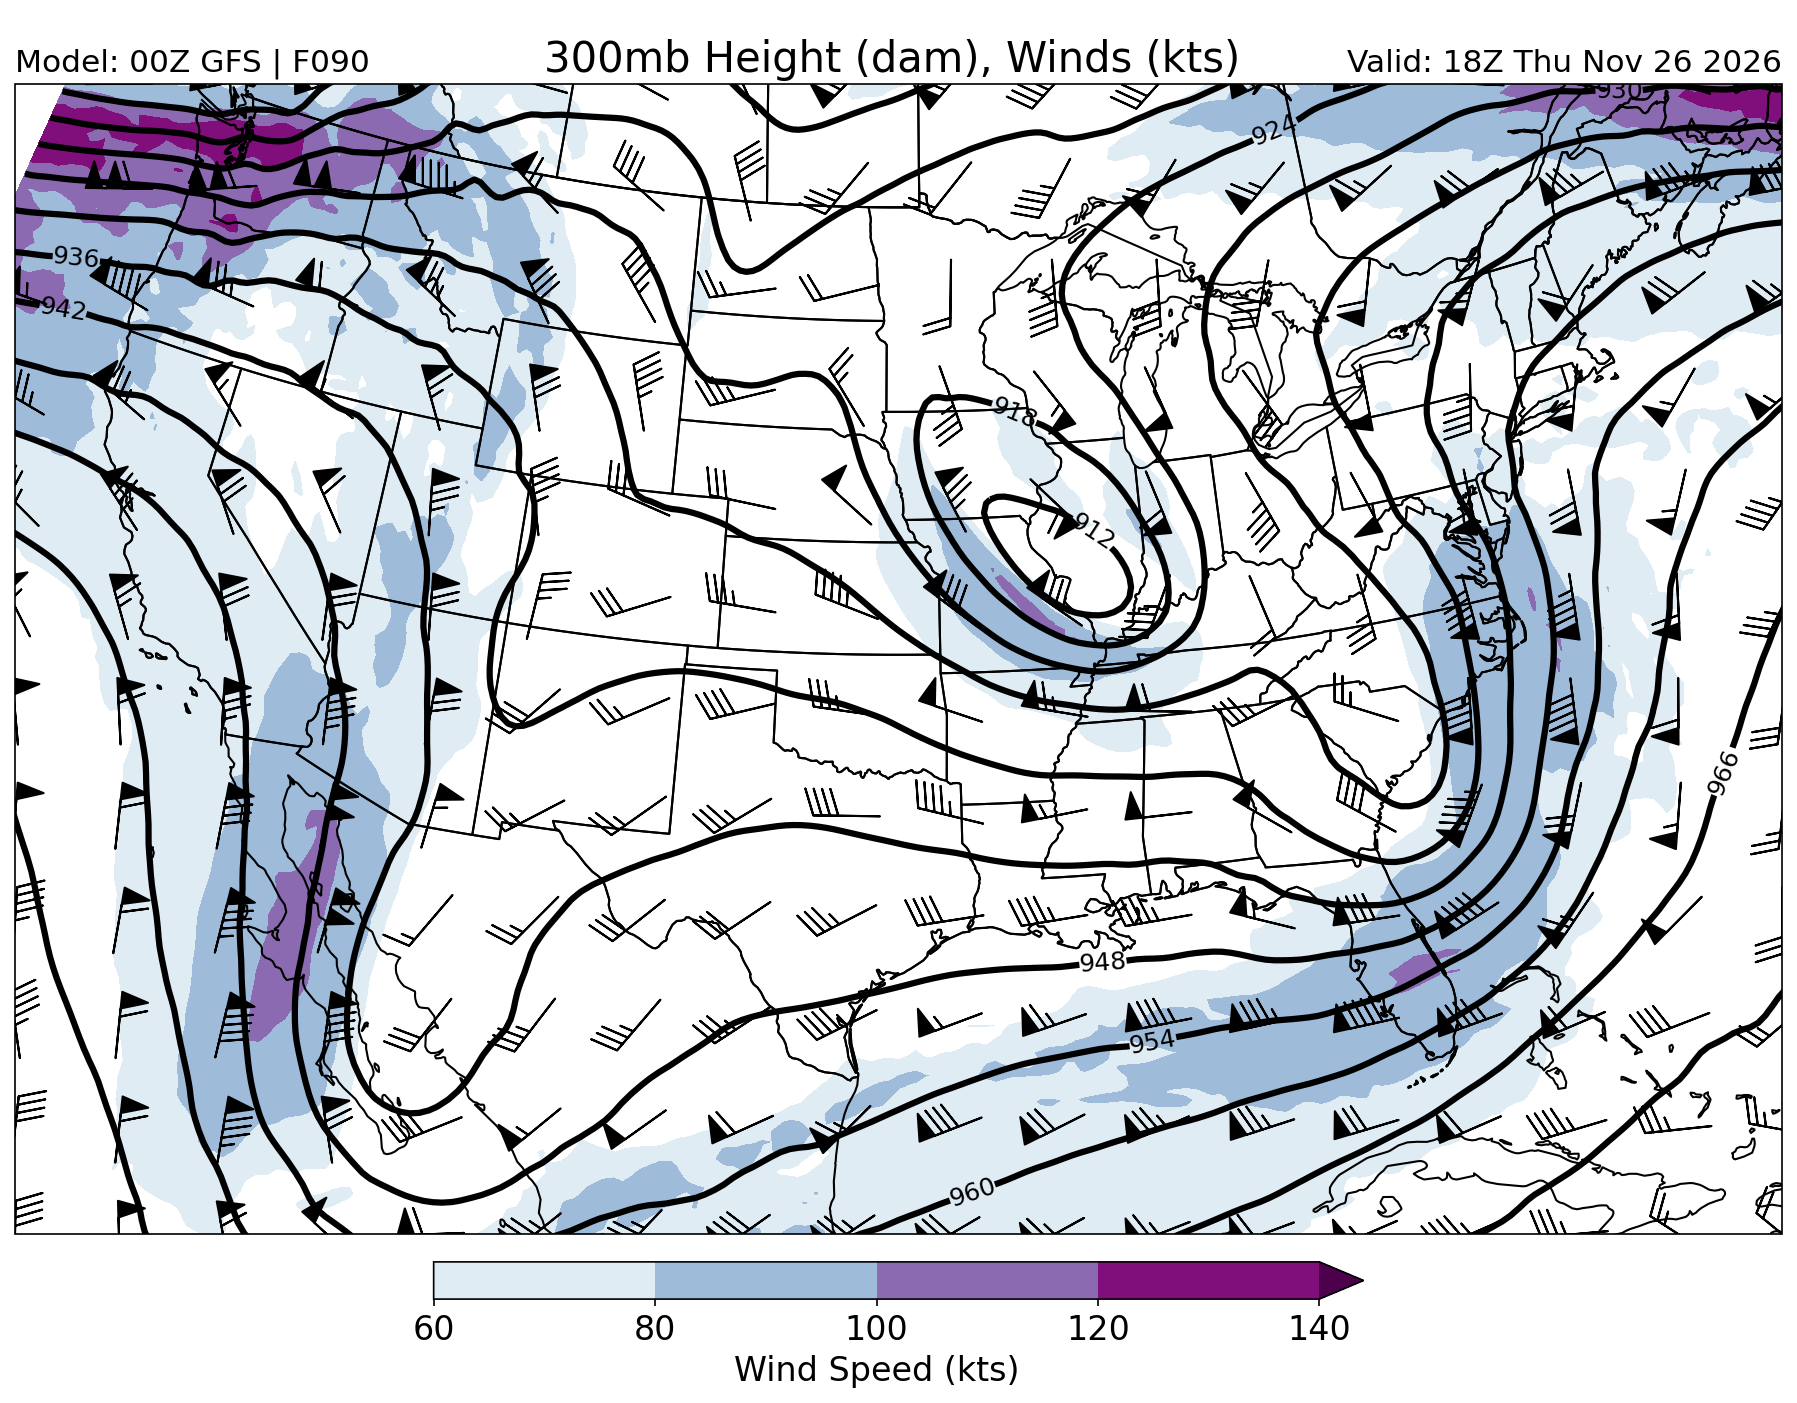 Model: 00Z GFS | F090
300mb Height (dam), Winds (kts)
Valid: 18Z Thu Nov 26 2026
930
924
936
942
918
912
966
948
954
960
60 80 100 120 140
Wind Speed (kts)